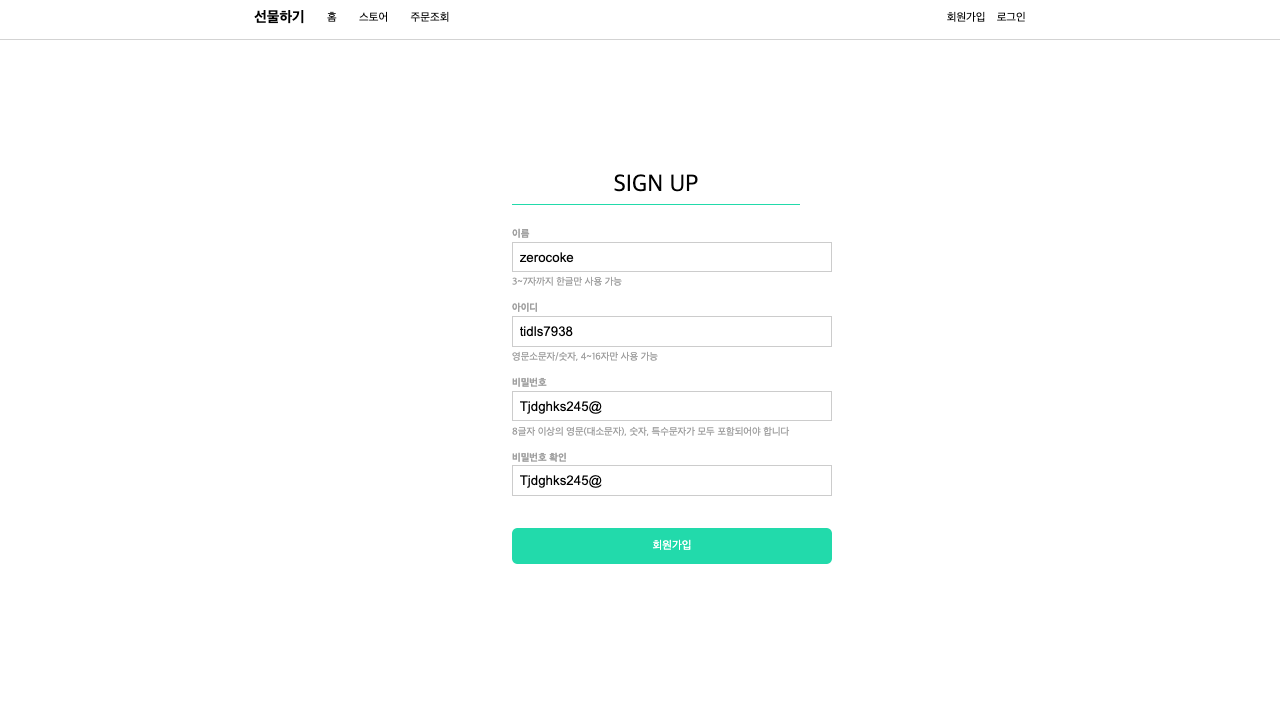 선물하기 홈 스토어 주문조회 회원가입 로그인
SIGN UP
이름
zerocoke
3~7자까지 한글만 사용 가능
아이디
tidls7938
영문소문자/숫자, 4~16자만 사용 가능
비밀번호
Tjdghks245@
8글자 이상의 영문(대소문자), 숫자, 특수문자가 모두 포함되어야 합니다
비밀번호 확인
Tjdghks245@
회원가입